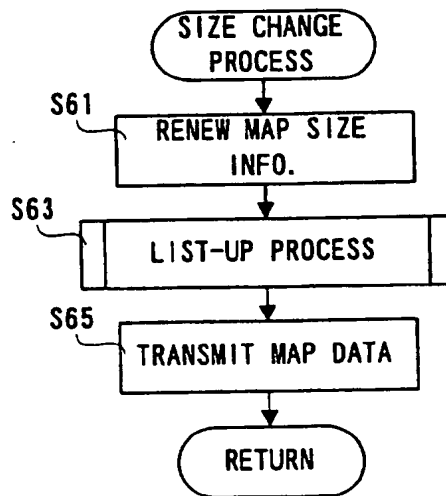 SIZE CHANGE
PROCESS
S61
RENEW MAP SIZE
INFO.
S63
LIST-UP PROCESS
S65
TRANSMIT MAP DATA
RETURN